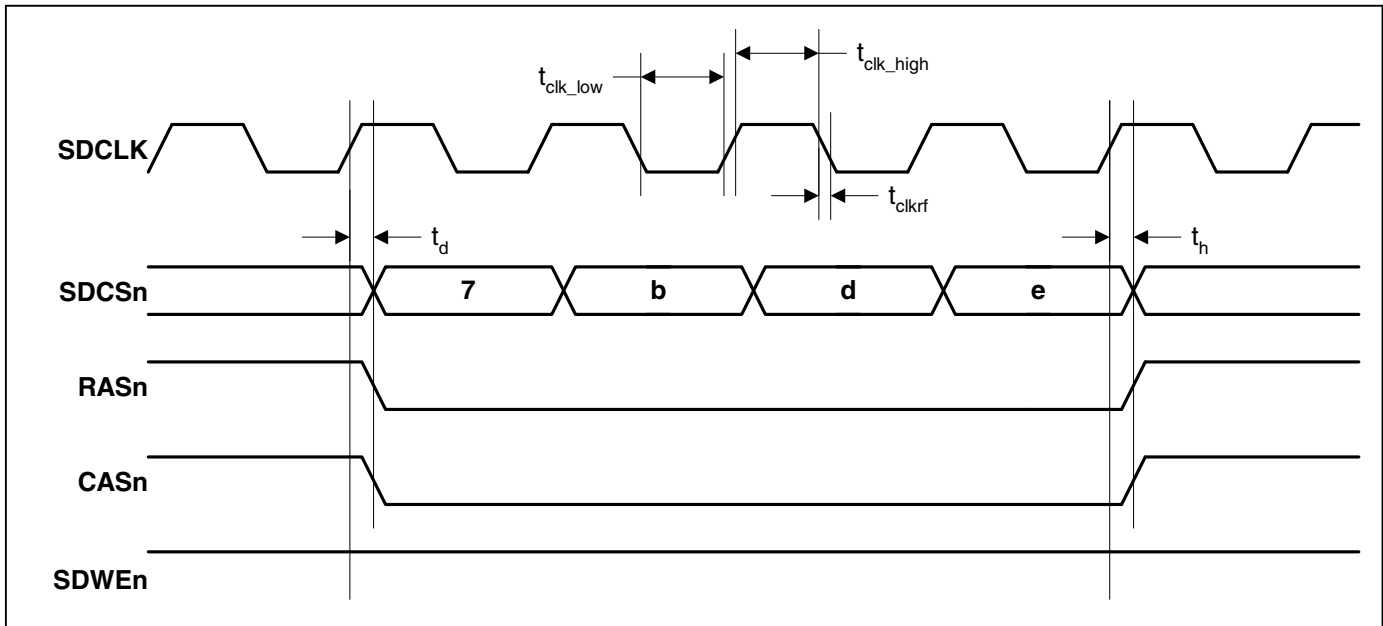 t_clk_low
t_clk_high
SDCLK
t_clkrf
t_d
t_h
SDCSn
7 b d e
RASn
CASn
SDWEn